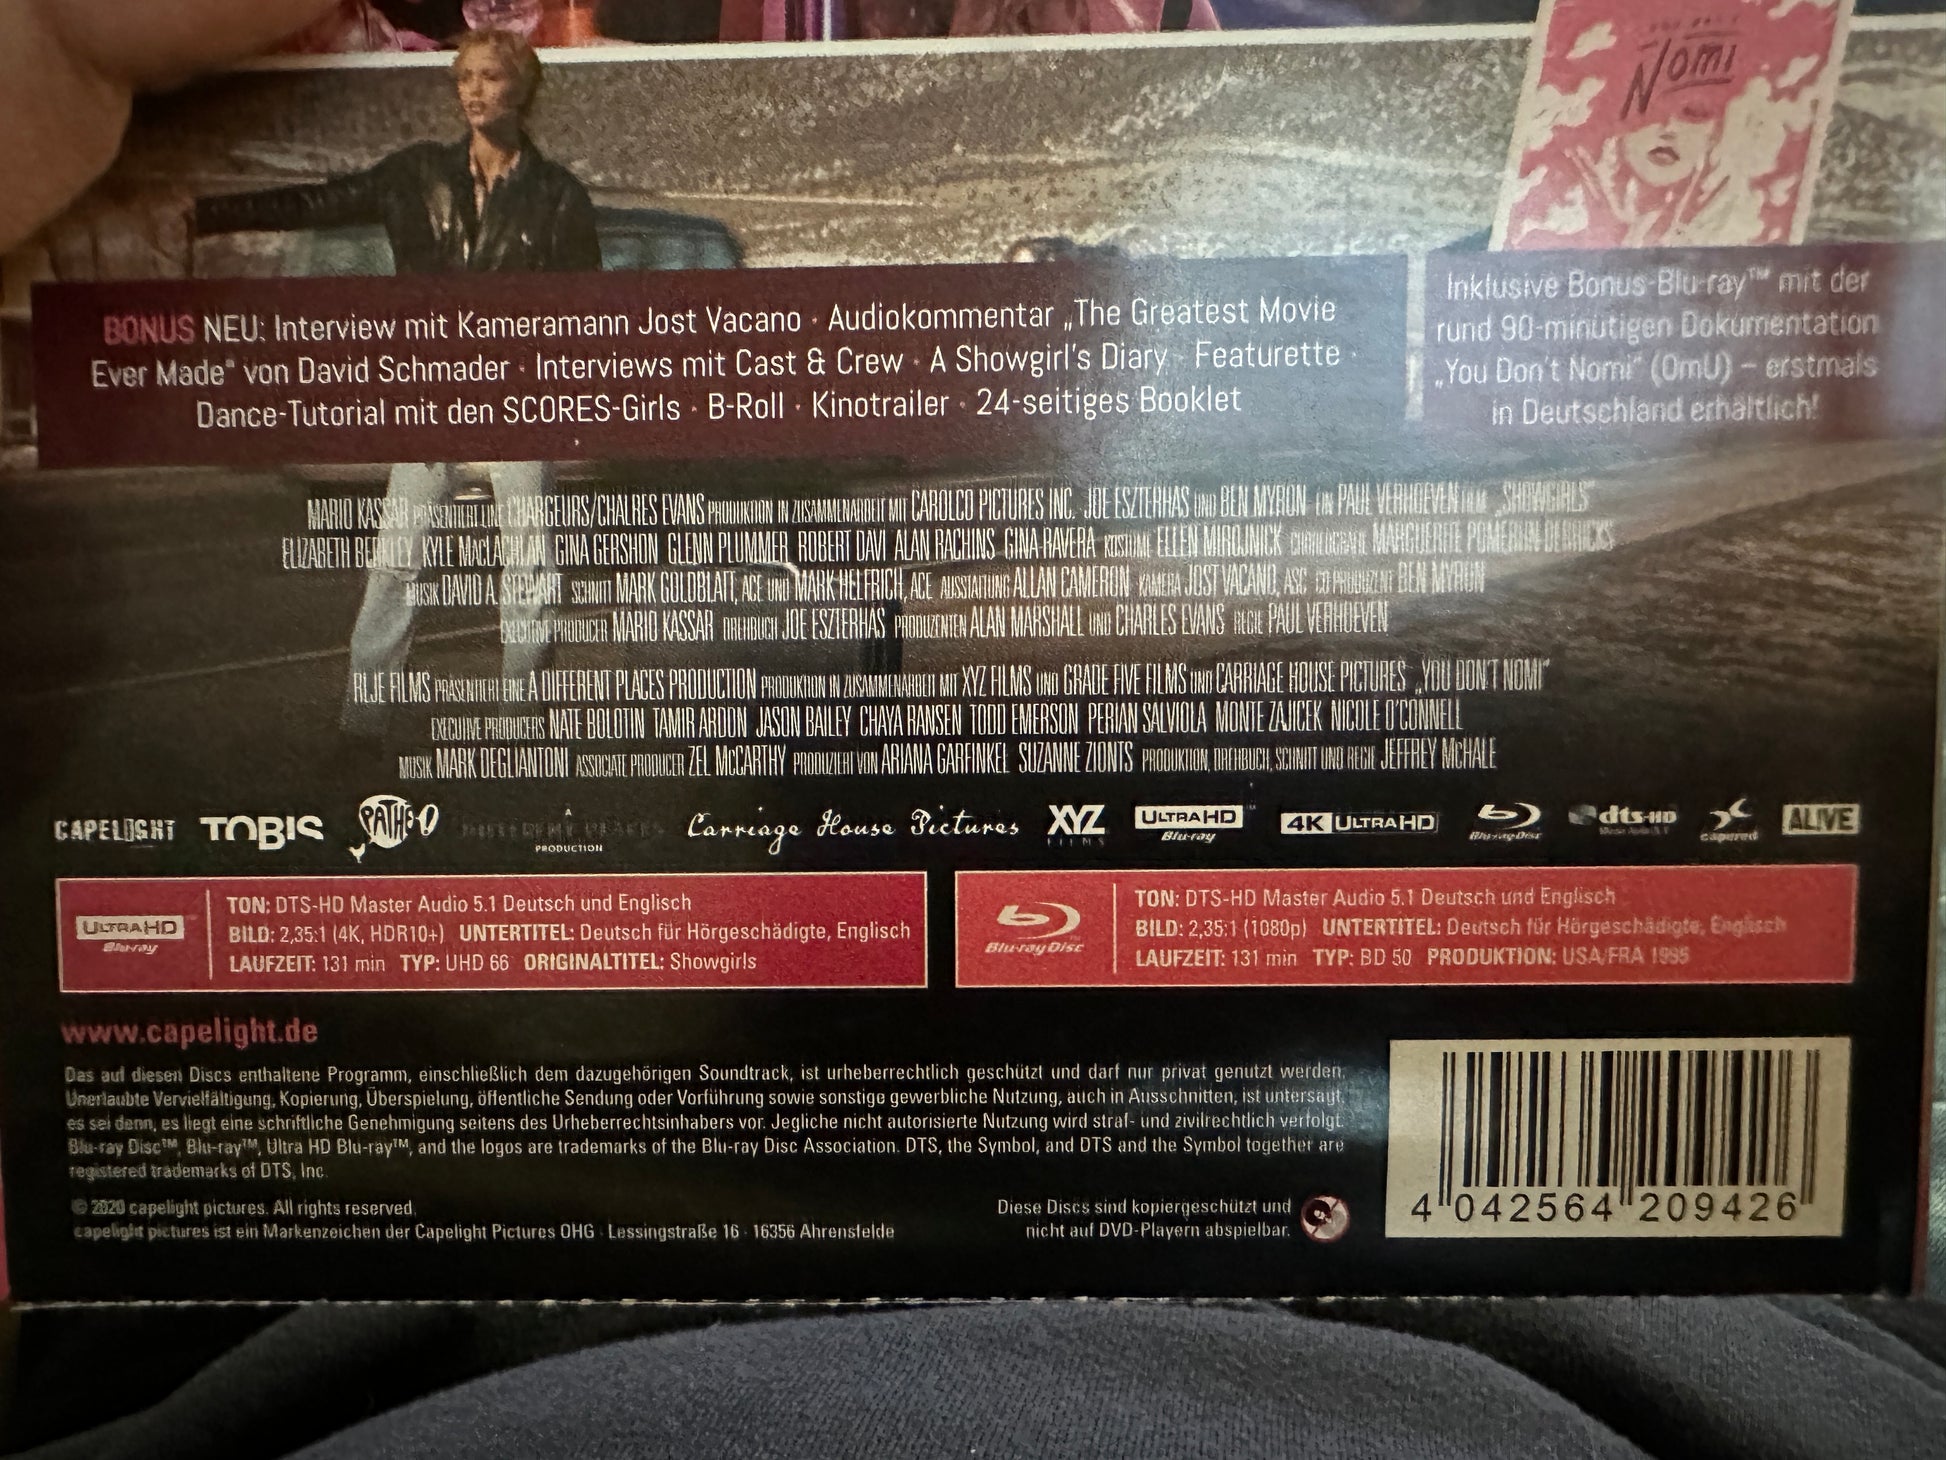 Nomi
BONUS NEU: Interview mit Kameramann Jost Vacano · Audiokommentar „The Greatest Movie
Ever Made“ von David Schmader · Interviews mit Cast & Crew · A Showgirl's Diary · Featurette ·
Dance-Tutorial mit den SCORES-Girls · B-Roll · Kinotrailer · 24-seitiges Booklet
Inklusive Bonus-Blu-ray™ mit der
rund 90-minütigen Dokumentation
„You Don't Nomi“ (OmU) – erstmals
in Deutschland erhältlich!
MARIO KASSAR PRÄSENTIERT EINE CHARGEURS/CHALRES EVANS PRODUKTION IN ZUSAMMENARBEIT MIT CAROLCO PICTURES INC. JOE ESZTERHAS UND BEN MYRON EIN PAUL VERHOEVEN FILM „SHOWGIRLS“
ELIZABETH BERKLEY KYLE MACLACHLAN GINA GERSHON GLENN PLUMMER ROBERT DAVI ALAN RACHINS GINA RAVERA KOSTÜME ELLEN MIROJNICK CHOREOGRAFIE MARGUERITE POMERHN DERRICKS
MUSIK DAVID A. STEWART SCHNITT MARK GOLDBLATT, ACE UND MARK HELFRICH, ACE AUSSTATTUNG ALLAN CAMERON KAMERA JOST VACANO, ASC CO PRODUZENT BEN MYRON
EXECUTIVE PRODUCER MARIO KASSAR DREHBUCH JOE ESZTERHAS PRODUZENTEN ALAN MARSHALL UND CHARLES EVANS REGIE PAUL VERHOEVEN
RLJE FILMS PRÄSENTIERT EINE A DIFFERENT PLACES PRODUCTION PRODUKTION IN ZUSAMMENARBEIT MIT XYZ FILMS UND GRADE FIVE FILMS UND CARRIAGE HOUSE PICTURES „YOU DON'T NOMI“
EXECUTIVE PRODUCERS NATE BOLOTIN TAMIR ARDON JASON BAILEY CHAYA RANSEN TODD EMERSON PERIAN SALVIOLA MONTE ZAJICEK NICOLE O'CONNELL
MUSIK MARK DEGLIANTONI ASSOCIATE PRODUCER ZEL McCARTHY PRODUZIERT VON ARIANA GARFINKEL SUZANNE ZIONTS PRODUKTION, DREHBUCH, SCHNITT UND REGIE JEFFREY McHALE
CAPELIGHT TOBIS PATHÉ! A DIFFERENT PLACES PRODUCTION Carriage House Pictures XYZ FILMS ULTRA HD Blu-ray 4K ULTRA HD Blu-ray Disc dts-HD Master Audio 5.1 capered ALIVE
ULTRA HD Blu-ray
TON: DTS-HD Master Audio 5.1 Deutsch und Englisch
BILD: 2,35:1 (4K, HDR10+) UNTERTITEL: Deutsch für Hörgeschädigte, Englisch
LAUFZEIT: 131 min TYP: UHD 66 ORIGINALTITEL: Showgirls
Blu-ray Disc
TON: DTS-HD Master Audio 5.1 Deutsch und Englisch
BILD: 2,35:1 (1080p) UNTERTITEL: Deutsch für Hörgeschädigte, Englisch
LAUFZEIT: 131 min TYP: BD 50 PRODUKTION: USA/FRA 1995
www.capelight.de
Das auf diesen Discs enthaltene Programm, einschließlich dem dazugehörigen Soundtrack, ist urheberrechtlich geschützt und darf nur privat genutzt werden.
Unerlaubte Vervielfältigung, Kopierung, Überspielung, öffentliche Sendung oder Vorführung sowie sonstige gewerbliche Nutzung, auch in Ausschnitten, ist untersagt,
es sei denn, es liegt eine schriftliche Genehmigung seitens des Urheberrechtsinhabers vor. Jegliche nicht autorisierte Nutzung wird straf- und zivilrechtlich verfolgt.
Blu-ray Disc™, Blu-ray™, Ultra HD Blu-ray™, and the logos are trademarks of the Blu-ray Disc Association. DTS, the Symbol, and DTS and the Symbol together are
registered trademarks of DTS, Inc.
© 2020 capelight pictures. All rights reserved.
capelight pictures ist ein Markenzeichen der Capelight Pictures OHG · Lessingstraße 16 · 16356 Ahrensfelde
Diese Discs sind kopiergeschützt und
nicht auf DVD-Playern abspielbar.
4 042564 209426